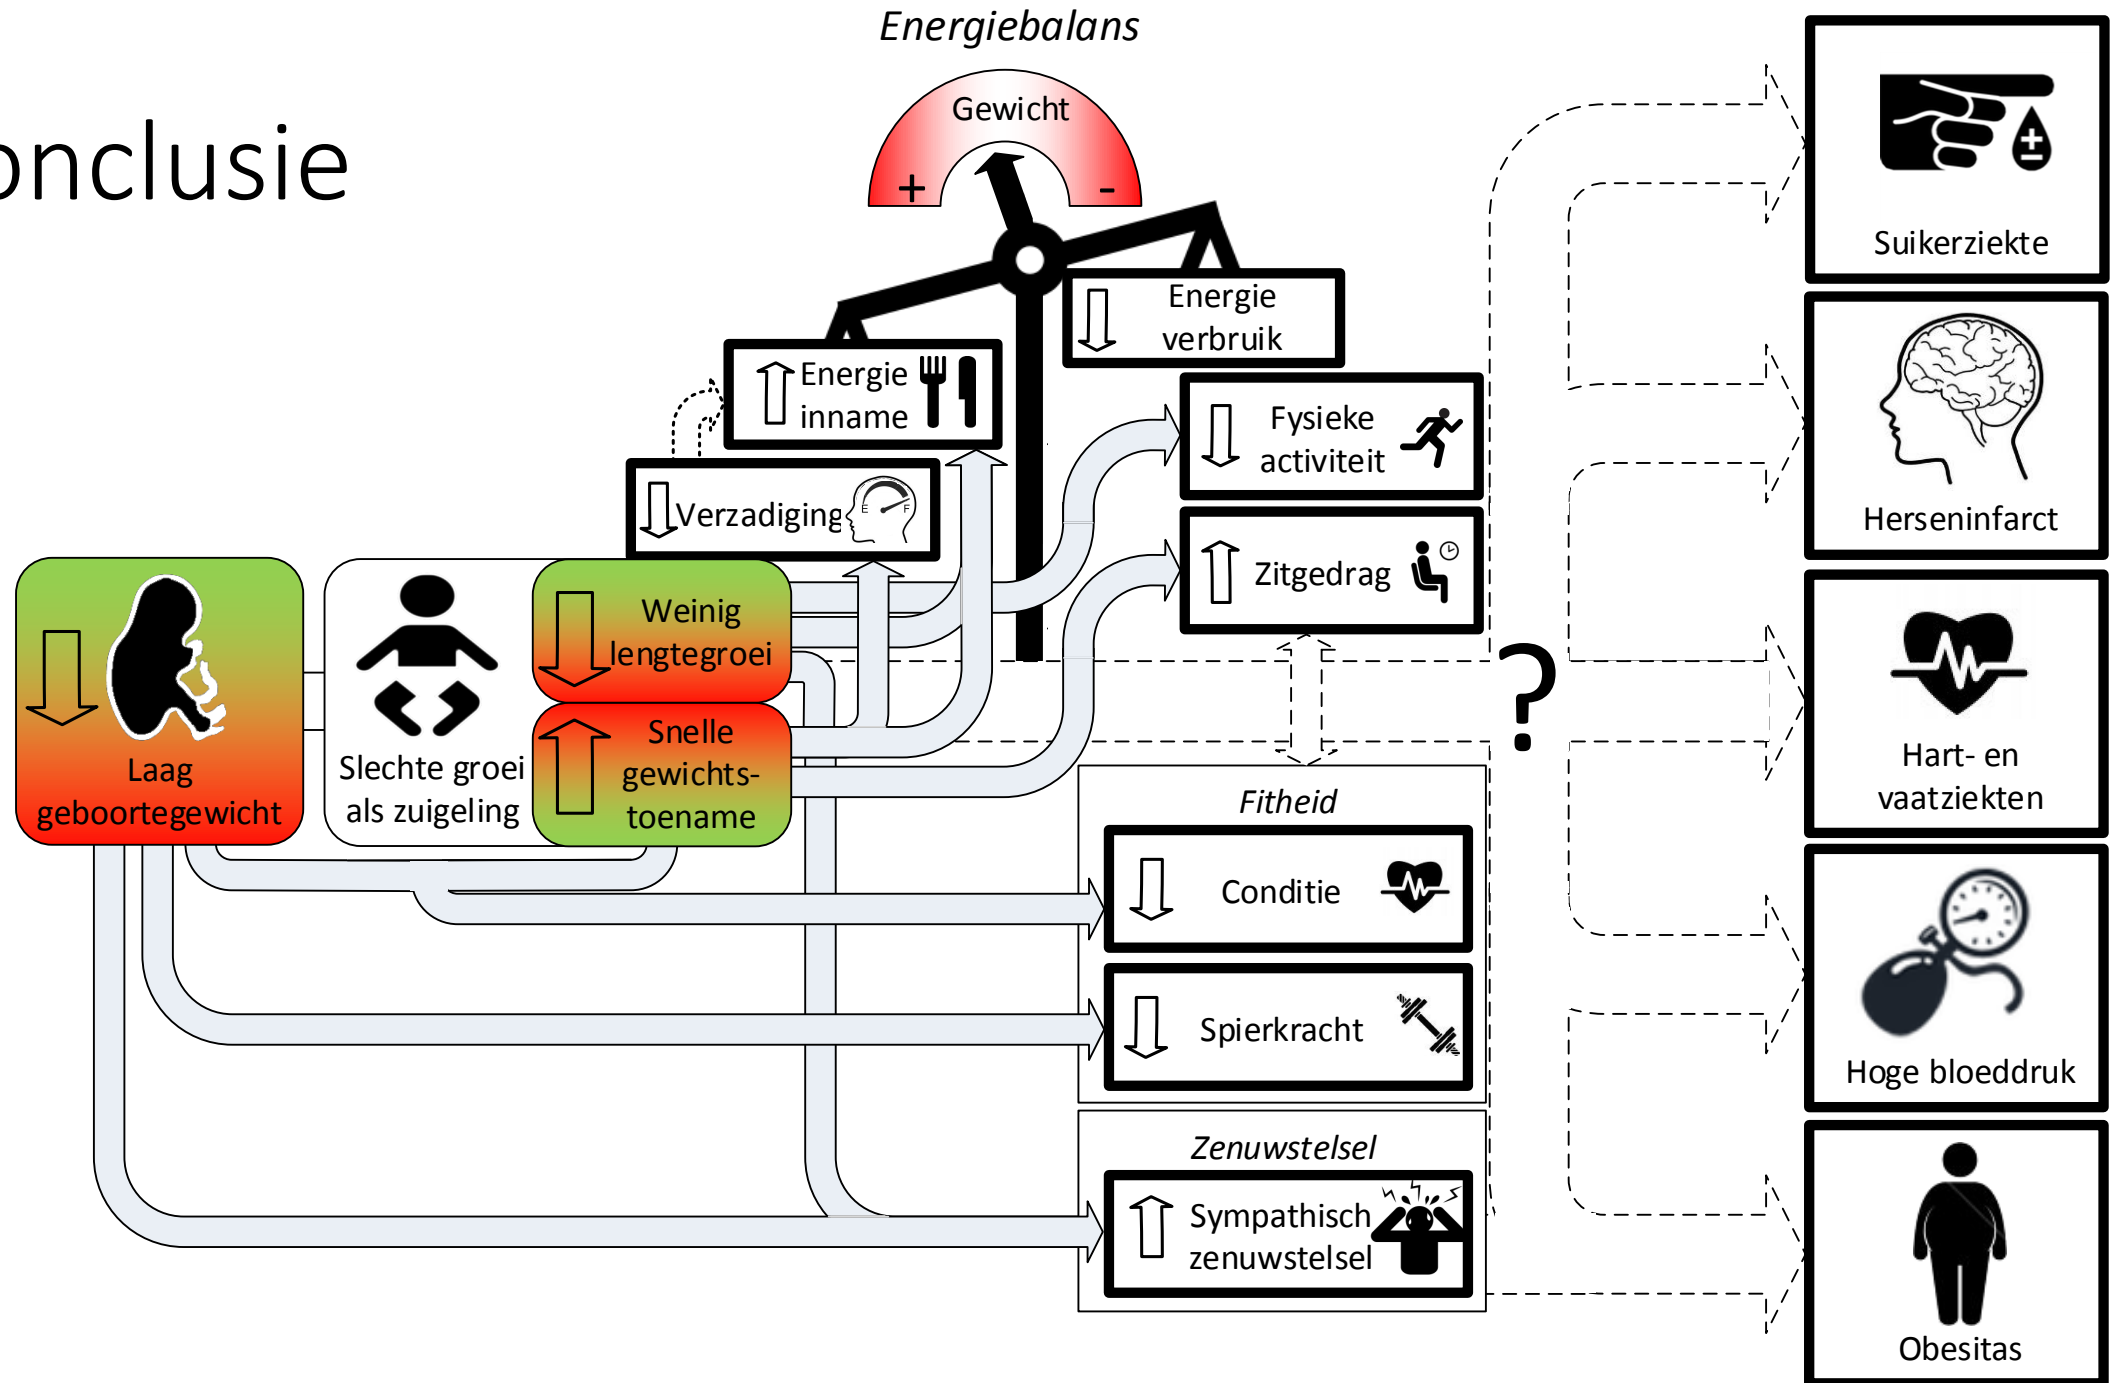 onclusie
Energiebalans
Gewicht
+
-
Energie
verbruik
Energie
inname
Verzadiging
E F
Fysieke
activiteit
Zitgedrag
Laag
geboortegewicht
Slechte groei
als zuigeling
Weinig
lengtegroei
Snelle
gewichts-
toename
?
Fitheid
Conditie
Spierkracht
Zenuwstelsel
Sympathisch
zenuwstelsel
Suikerziekte
Herseninfarct
Hart- en
vaatziekten
Hoge bloeddruk
Obesitas